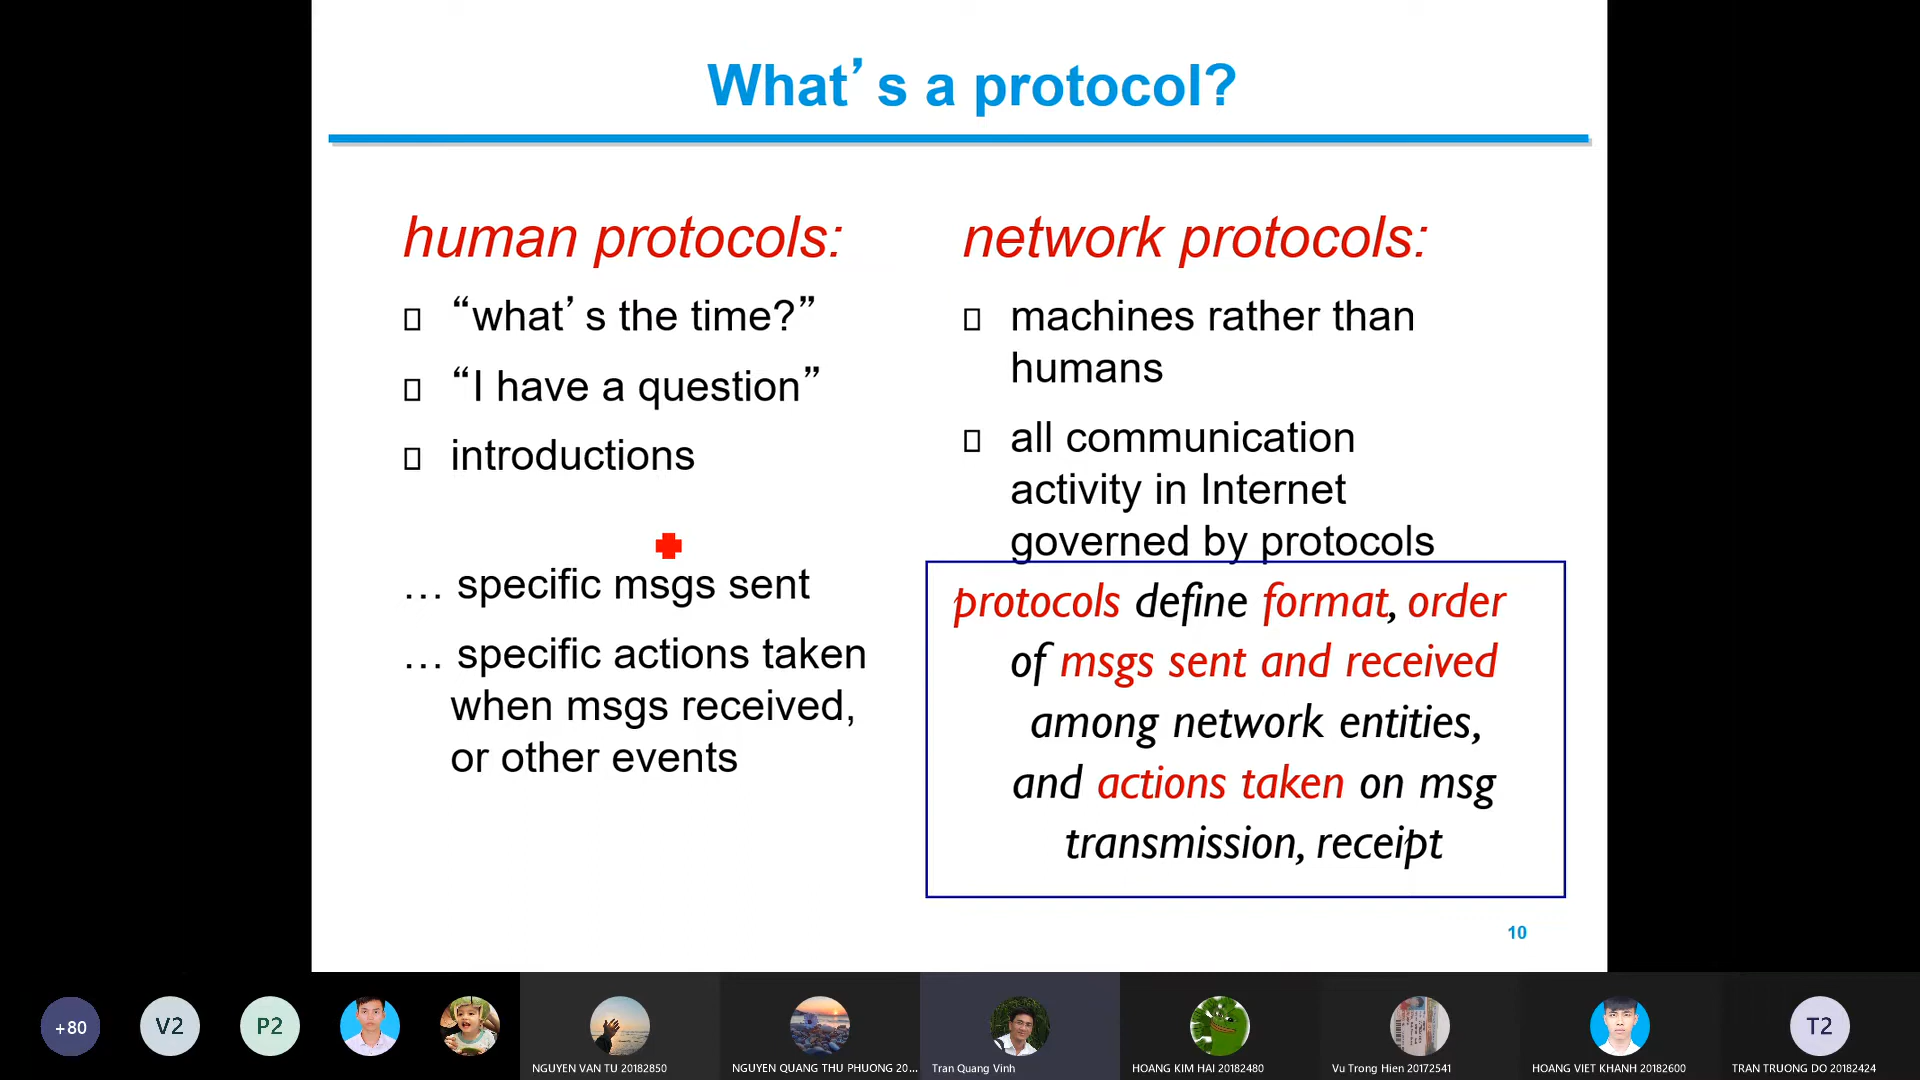 What’s a protocol?
human protocols:
“what’s the time?”
“I have a question”
introductions
… specific msgs sent
… specific actions taken
when msgs received,
or other events
network protocols:
machines rather than
humans
all communication
activity in Internet
governed by protocols
protocols define format, order
of msgs sent and received
among network entities,
and actions taken on msg
transmission, receipt
10
+80
V2
P2
NGUYEN VAN TU 20182850
NGUYEN QUANG THU PHUONG 20...
Tran Quang Vinh
HOANG KIM HAI 20182480
Vu Trong Hien 20172541
HOANG VIET KHANH 20182600
T2
TRAN TRUONG DO 20182424